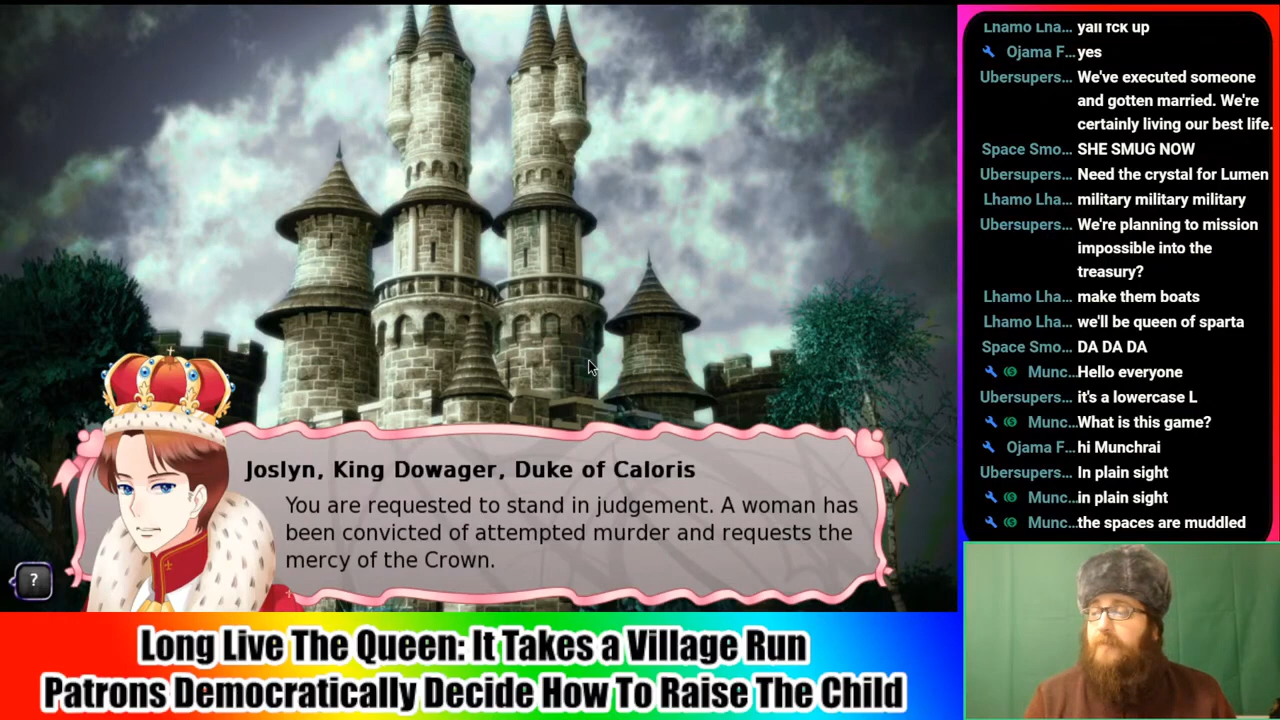 Joslyn, King Dowager, Duke of Caloris
You are requested to stand in judgement. A woman has
been convicted of attempted murder and requests the
mercy of the Crown.
?
Long Live The Queen: It Takes a Village Run
Patrons Democratically Decide How To Raise The Child
Lhamo Lha... yall fck up
Ojama F... yes
Ubersupers... We've executed someone
and gotten married. We're
certainly living our best life.
Space Smo... SHE SMUG NOW
Ubersupers... Need the crystal for Lumen
Lhamo Lha... military military military
Ubersupers... We're planning to mission
impossible into the
treasury?
Lhamo Lha... make them boats
Lhamo Lha... we'll be queen of sparta
Space Smo... DA DA DA
Munc... Hello everyone
Ubersupers... it's a lowercase L
Munc... What is this game?
Ojama F... hi Munchrai
Ubersupers... In plain sight
Munc... in plain sight
Munc... the spaces are muddled